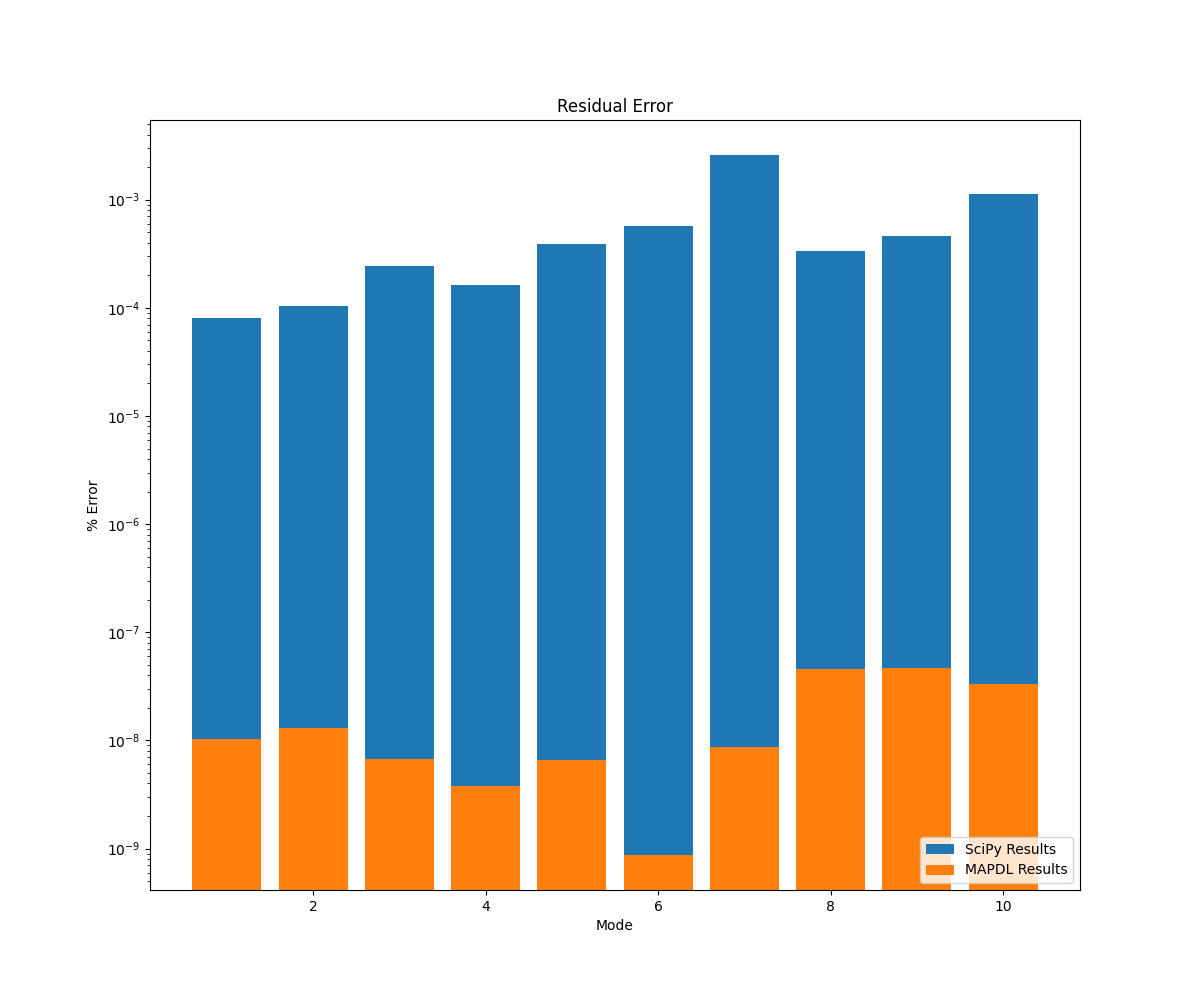 Residual Error
10⁻³
10⁻⁴
10⁻⁵
10⁻⁶
10⁻⁷
10⁻⁸
10⁻⁹
% Error
2 4 6 8 10
Mode
SciPy Results
MAPDL Results